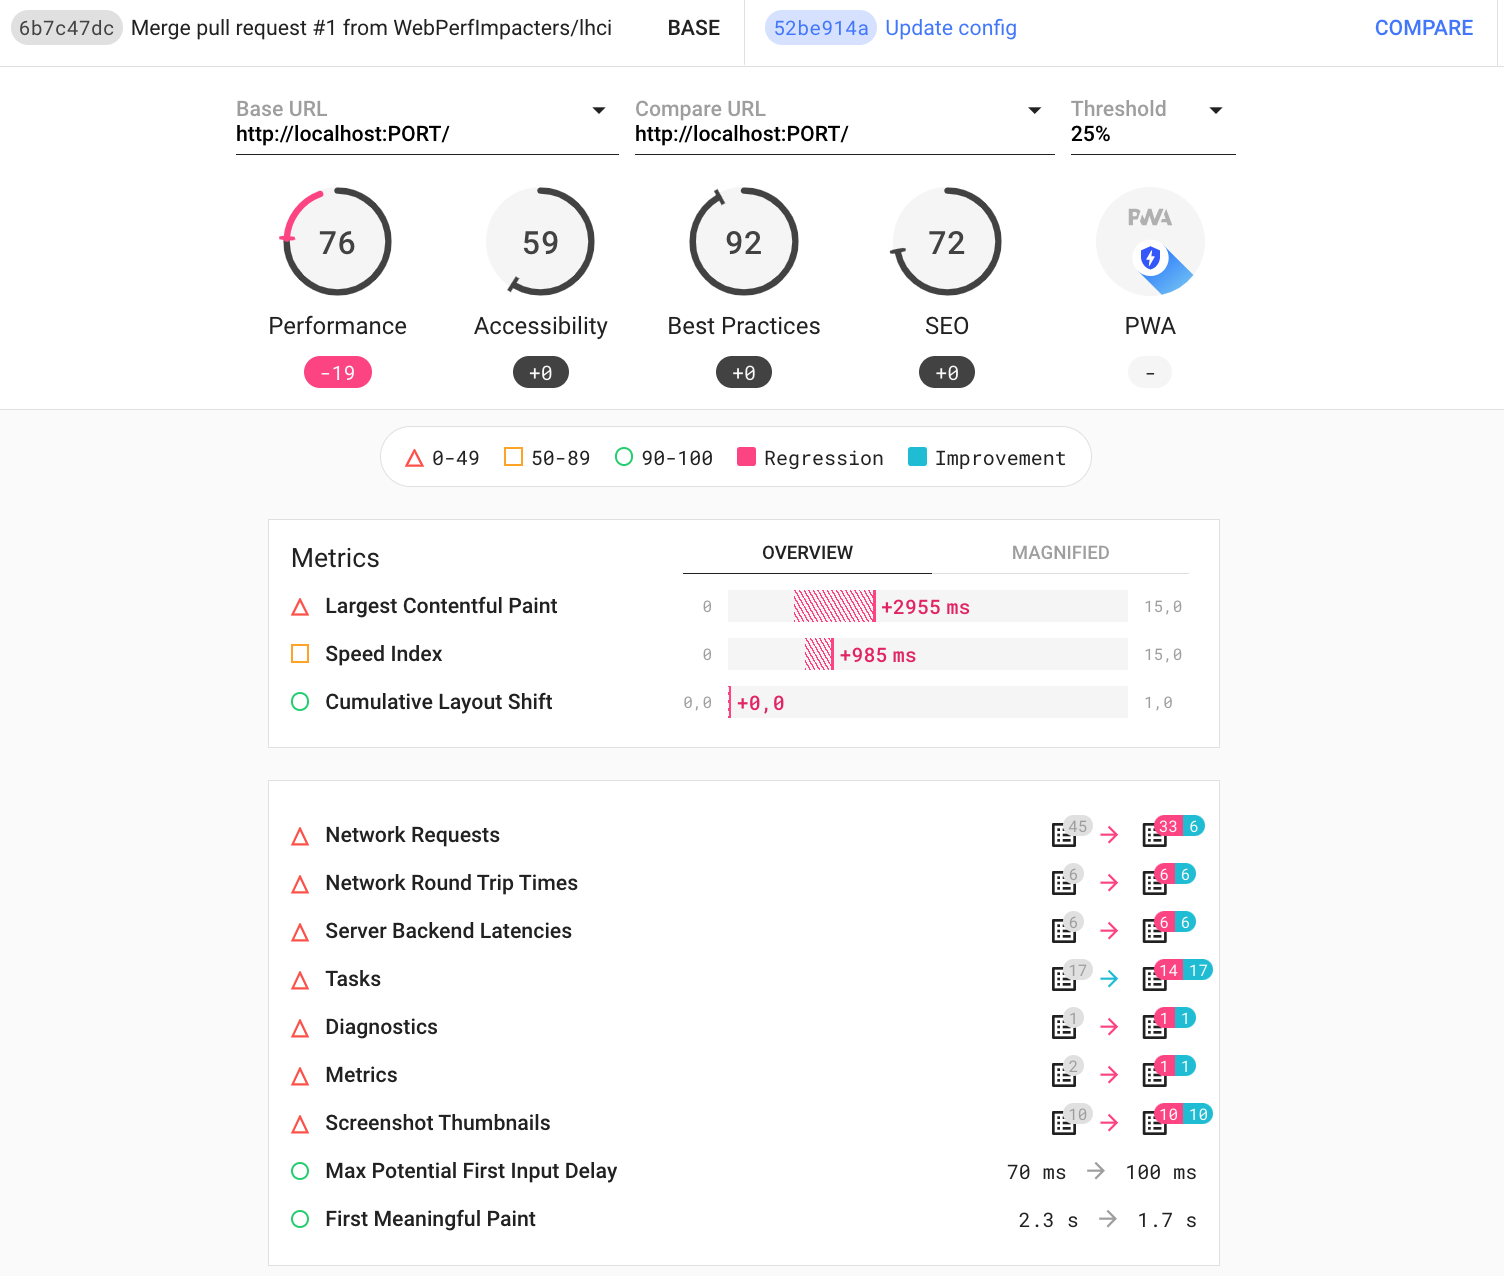 6b7c47dc Merge pull request #1 from WebPerfImpacters/lhci BASE 52be914a Update config COMPARE
Base URL Compare URL Threshold
http://localhost:PORT/ http://localhost:PORT/ 25%
76 59 92 72 PWA
Performance Accessibility Best Practices SEO PWA
-19 +0 +0 +0 -
0-49 50-89 90-100 Regression Improvement
Metrics OVERVIEW MAGNIFIED
Largest Contentful Paint 0 +2955 ms 15,0
Speed Index 0 +985 ms 15,0
Cumulative Layout Shift 0,0 +0,0 1,0
Network Requests 45 → 33 6
Network Round Trip Times 6 → 6 6
Server Backend Latencies 6 → 6 6
Tasks 17 → 14 17
Diagnostics 1 → 1 1
Metrics 2 → 1 1
Screenshot Thumbnails 10 → 10 10
Max Potential First Input Delay 70 ms → 100 ms
First Meaningful Paint 2.3 s → 1.7 s